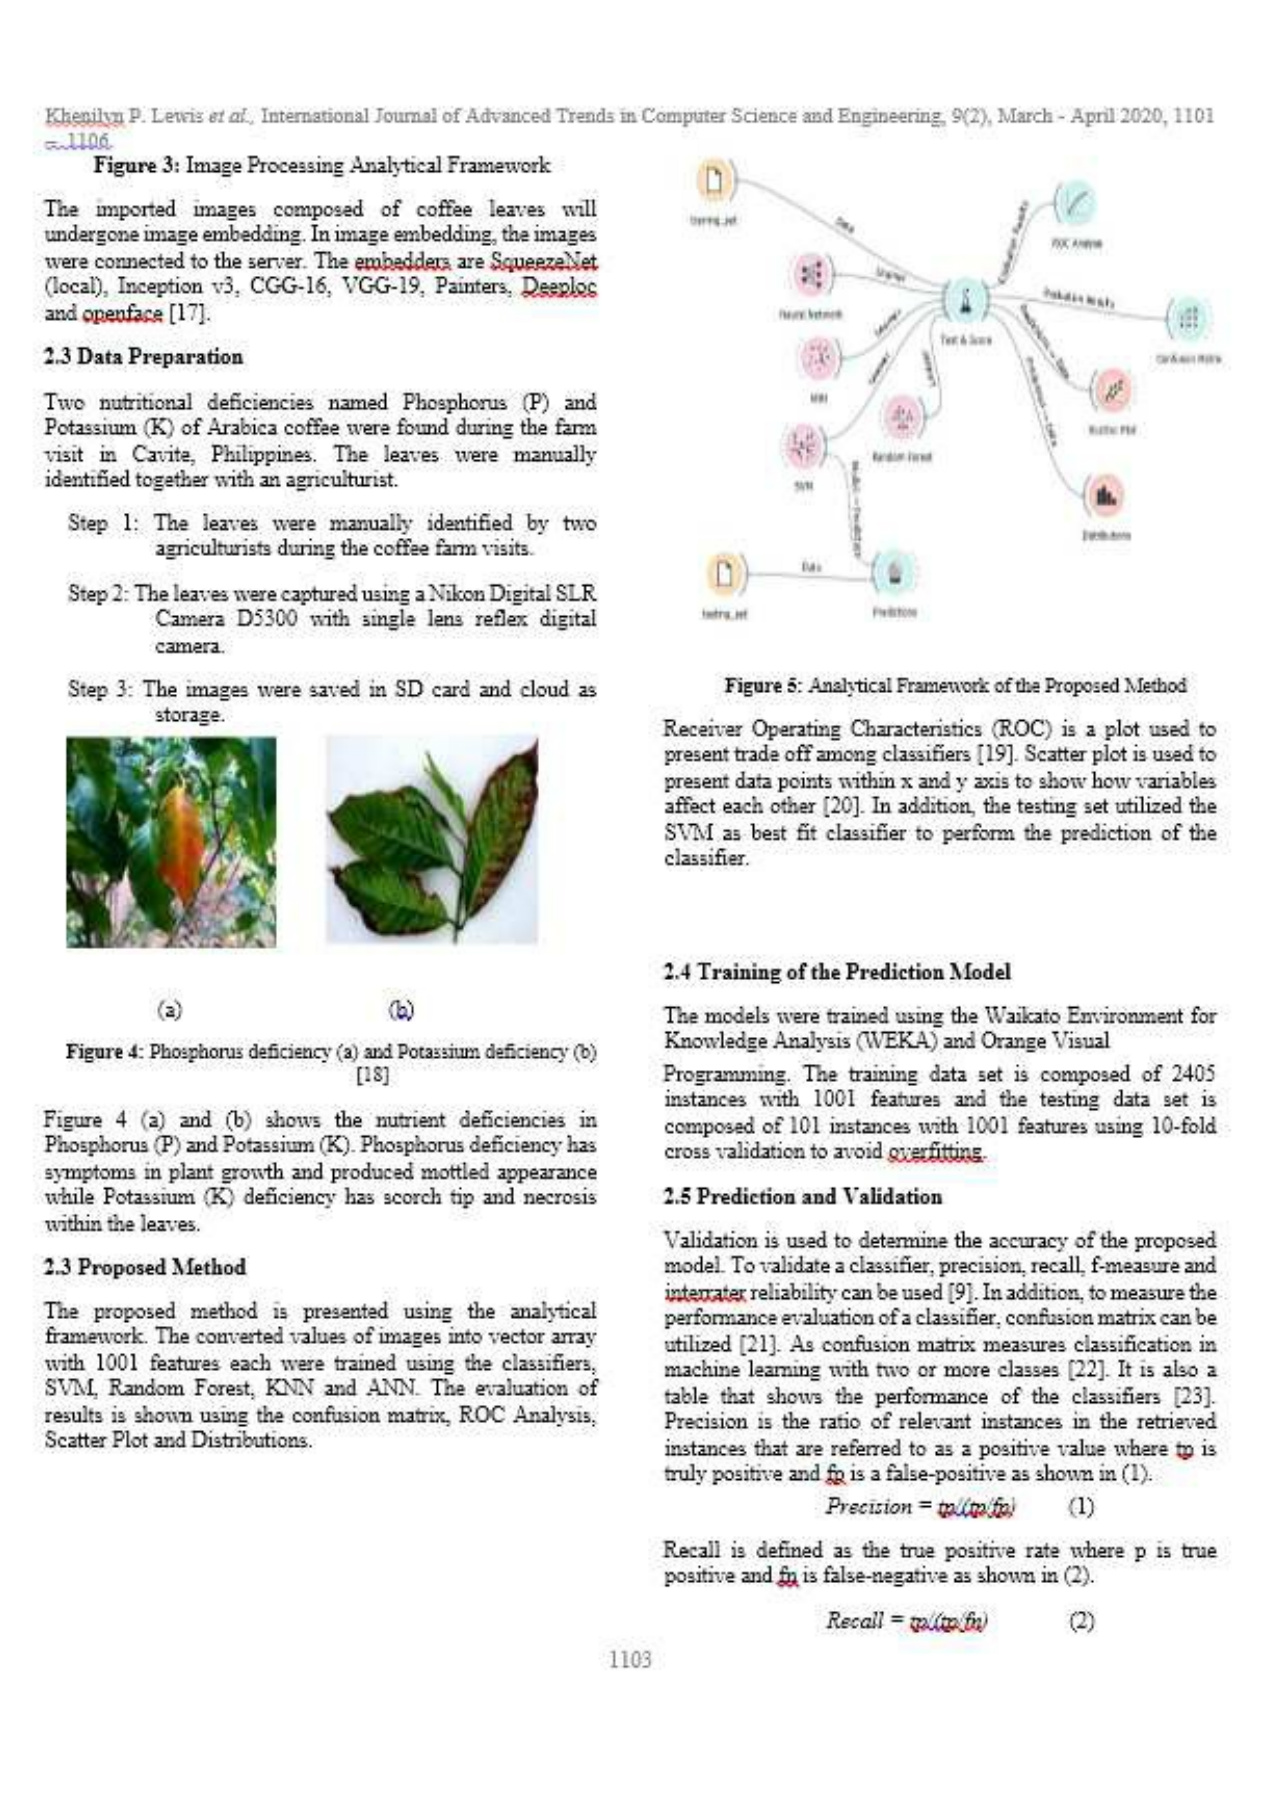 Khenilyn P. Lewis et al., International Journal of Advanced Trends in Computer Science and Engineering, 9(2), March - April 2020, 1101
– 1106
Figure 3: Image Processing Analytical Framework
The imported images composed of coffee leaves will
undergone image embedding. In image embedding, the images
were connected to the server. The embedders are SqueezeNet
(local), Inception v3, CGG-16, VGG-19, Painters, Deeploc
and openface [17].
2.3 Data Preparation
Two nutritional deficiencies named Phosphorus (P) and
Potassium (K) of Arabica coffee were found during the farm
visit in Cavite, Philippines. The leaves were manually
identified together with an agriculturist.
Step 1: The leaves were manually identified by two
agriculturists during the coffee farm visits.
Step 2: The leaves were captured using a Nikon Digital SLR
Camera D5300 with single lens reflex digital
camera.
Step 3: The images were saved in SD card and cloud as
storage.
(a) (b)
Figure 4: Phosphorus deficiency (a) and Potassium deficiency (b)
[18]
Figure 4 (a) and (b) shows the nutrient deficiencies in
Phosphorus (P) and Potassium (K). Phosphorus deficiency has
symptoms in plant growth and produced mottled appearance
while Potassium (K) deficiency has scorch tip and necrosis
within the leaves.
2.3 Proposed Method
The proposed method is presented using the analytical
framework. The converted values of images into vector array
with 1001 features each were trained using the classifiers,
SVM, Random Forest, KNN and ANN. The evaluation of
results is shown using the confusion matrix, ROC Analysis,
Scatter Plot and Distributions.
training_set
Data
Neural Network
Learner
Learner
Learner
Learner
SVM
Random Forest
Test & Score
Evaluation Results
ROC Analysis
Evaluation Results
Confusion Matrix
Predictions → Data
Scatter Plot
Predictions → Data
Distributions
Model → Predictors
testing_set
Data
Predictions
Figure 5: Analytical Framework of the Proposed Method
Receiver Operating Characteristics (ROC) is a plot used to
present trade off among classifiers [19]. Scatter plot is used to
present data points within x and y axis to show how variables
affect each other [20]. In addition, the testing set utilized the
SVM as best fit classifier to perform the prediction of the
classifier.
2.4 Training of the Prediction Model
The models were trained using the Waikato Environment for
Knowledge Analysis (WEKA) and Orange Visual
Programming. The training data set is composed of 2405
instances with 1001 features and the testing data set is
composed of 101 instances with 1001 features using 10-fold
cross validation to avoid overfitting.
2.5 Prediction and Validation
Validation is used to determine the accuracy of the proposed
model. To validate a classifier, precision, recall, f-measure and
interrater reliability can be used [9]. In addition, to measure the
performance evaluation of a classifier, confusion matrix can be
utilized [21]. As confusion matrix measures classification in
machine learning with two or more classes [22]. It is also a
table that shows the performance of the classifiers [23].
Precision is the ratio of relevant instances in the retrieved
instances that are referred to as a positive value where tp is
truly positive and fp is a false-positive as shown in (1).
Precision = tp/(tp/fp) (1)
Recall is defined as the true positive rate where p is true
positive and fn is false-negative as shown in (2).
Recall = tp/(tp/fn) (2)
1103